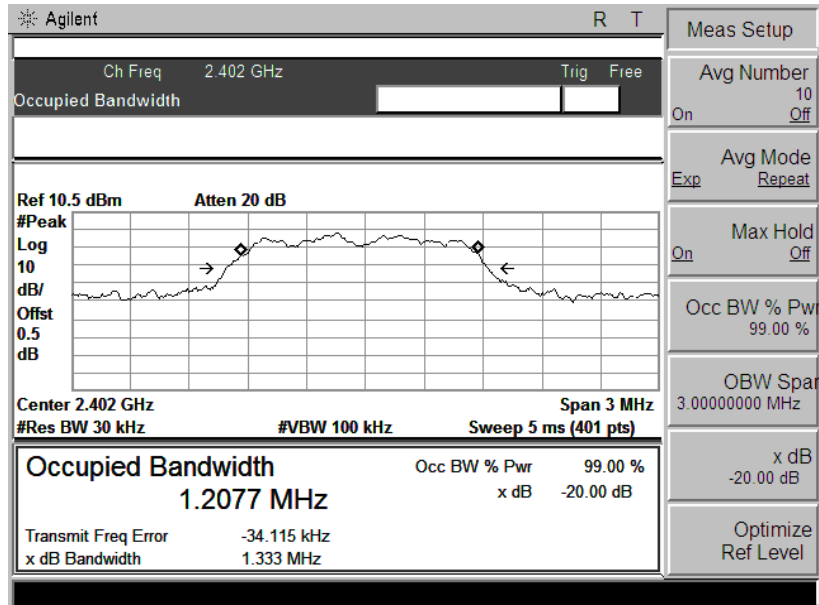 Agilent R T
Ch Freq 2.402 GHz Trig Free
Occupied Bandwidth
Ref 10.5 dBm Atten 20 dB
#Peak
Log
10
dB/
Offst
0.5
dB
Center 2.402 GHz Span 3 MHz
#Res BW 30 kHz #VBW 100 kHz Sweep 5 ms (401 pts)
Occupied Bandwidth
1.2077 MHz
Occ BW % Pwr 99.00 %
x dB -20.00 dB
Transmit Freq Error -34.115 kHz
x dB Bandwidth 1.333 MHz
Meas Setup
Avg Number
10
On Off
Avg Mode
Exp Repeat
Max Hold
On Off
Occ BW % Pwr
99.00 %
OBW Span
3.00000000 MHz
x dB
-20.00 dB
Optimize
Ref Level